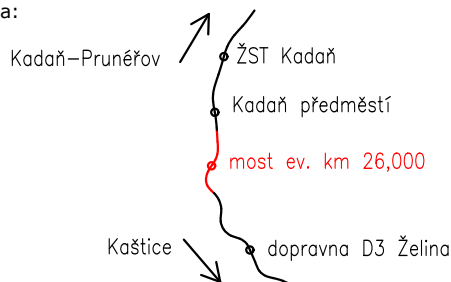 a:
Kadaň-Prunéřov
ŽST Kadaň
Kadaň předměstí
most ev. km 26,000
Kaštice
dopravna D3 Želina